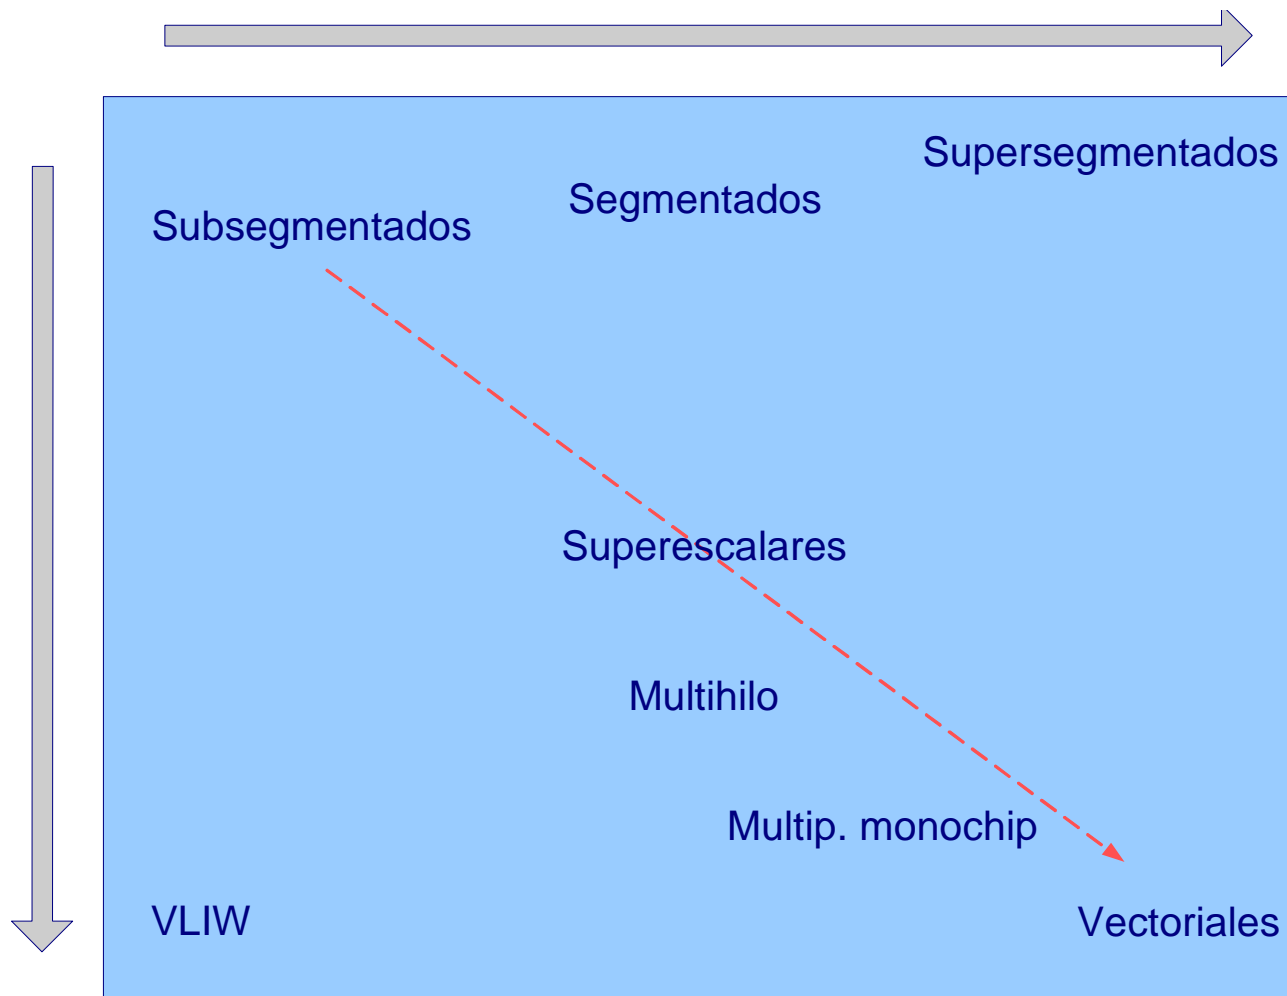 Supersegmentados
Segmentados
Subsegmentados
Superescalares
Multihilo
Multip. monochip
VLIW
Vectoriales